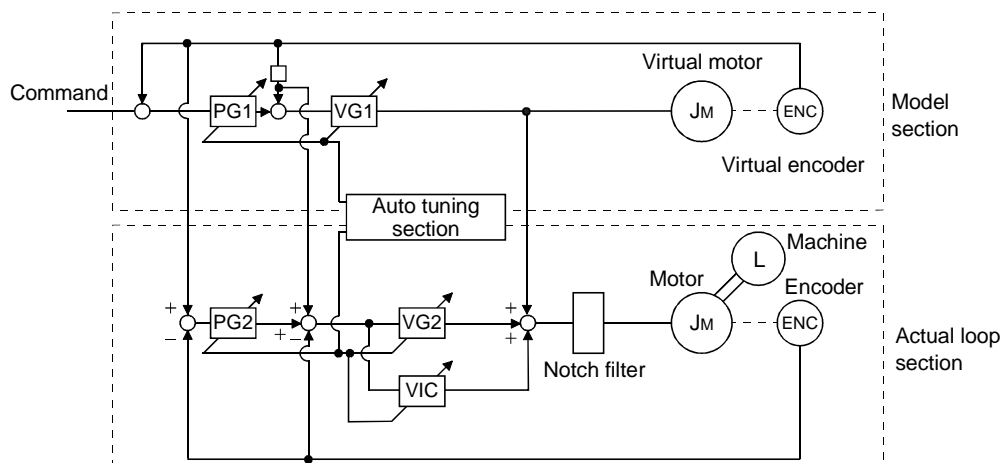 Virtual motor
Command
PG1
VG1
JM
ENC
Model
section
Virtual encoder
Auto tuning
section
Machine
L
Motor
Encoder
+
−
PG2
+
+
−
VG2
+
+
JM
ENC
Actual loop
section
Notch filter
VIC